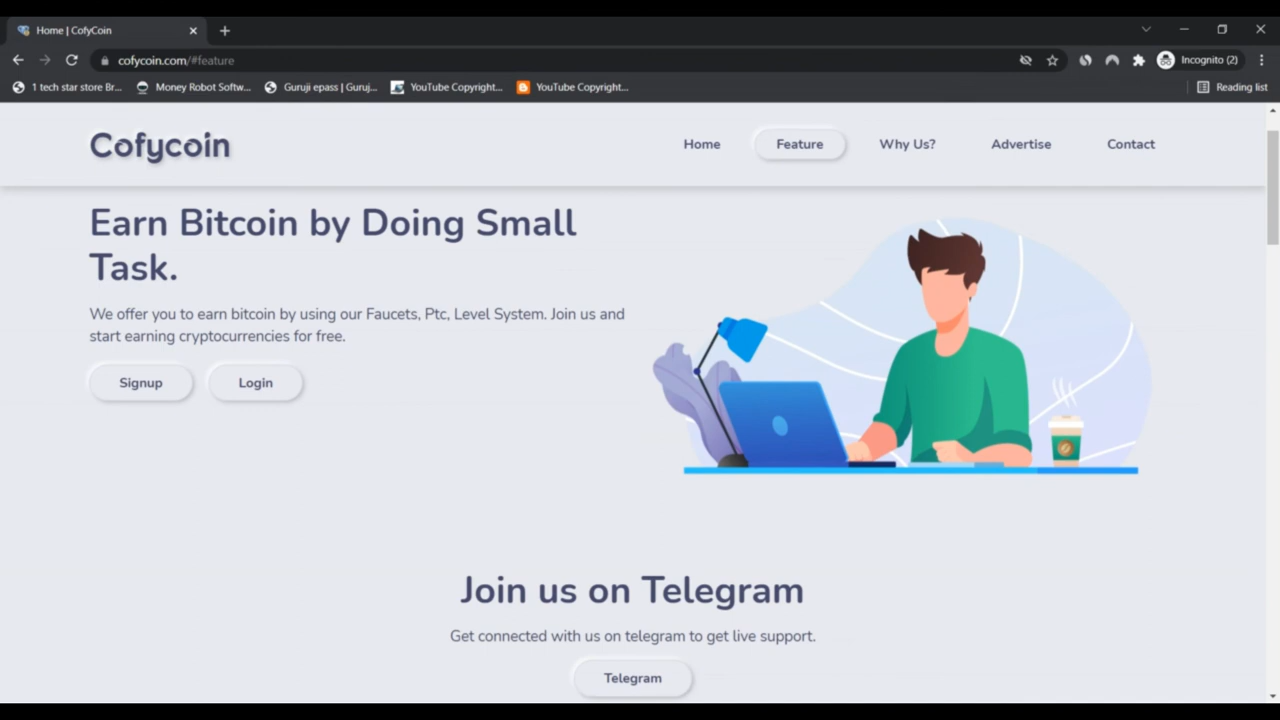 Home | CofyCoin
cofycoin.com/#feature
Incognito (2)
1 tech star store Br...
Money Robot Softw...
Guruji epass | Guruj...
YouTube Copyright...
YouTube Copyright...
Reading list
Cofycoin
Home
Feature
Why Us?
Advertise
Contact
Earn Bitcoin by Doing Small
Task.
We offer you to earn bitcoin by using our Faucets, Ptc, Level System. Join us and
start earning cryptocurrencies for free.
Signup
Login
Join us on Telegram
Get connected with us on telegram to get live support.
Telegram